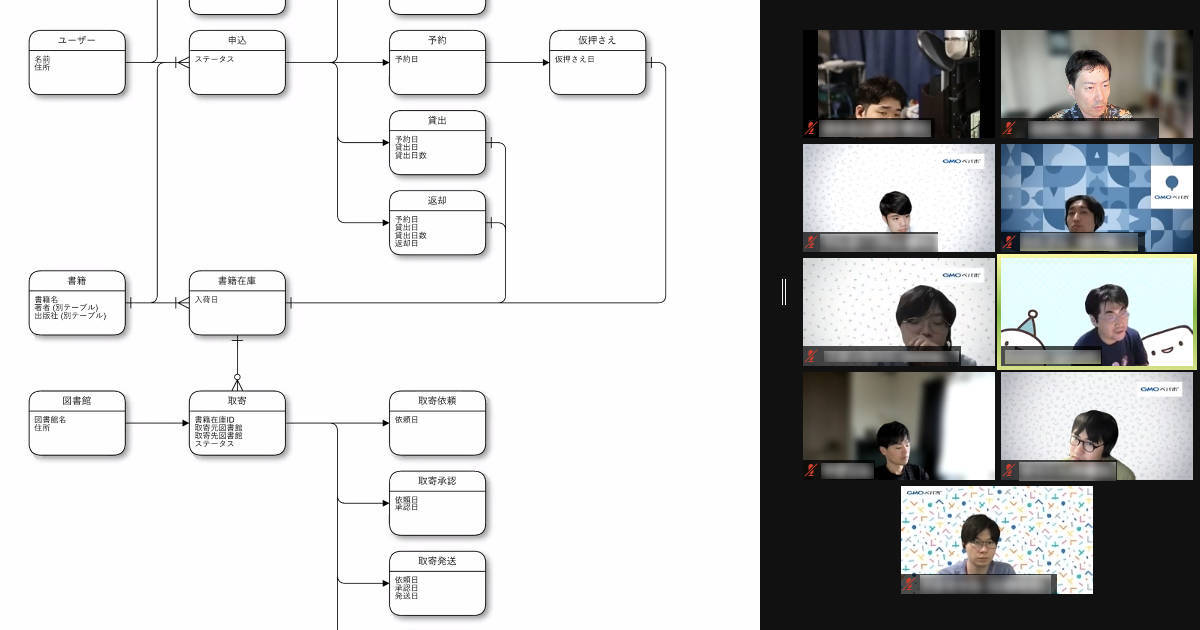 ユーザー
名前
住所
申込
ステータス
予約
予約日
仮押さえ
仮押さえ日
貸出
予約日
貸出日
貸出日数
返却
予約日
貸出日
貸出日数
返却日
書籍
書籍名
著者 (別テーブル)
出版社 (別テーブル)
書籍在庫
入荷日
図書館
図書館名
住所
取寄
書籍在庫ID
取寄元図書館
取寄先図書館
ステータス
取寄依頼
依頼日
取寄承認
依頼日
承認日
取寄発送
依頼日
承認日
発送日
GMOペパボ
GMOペパボ
GMOペパボ
GMOペパボ
GMOペパボ